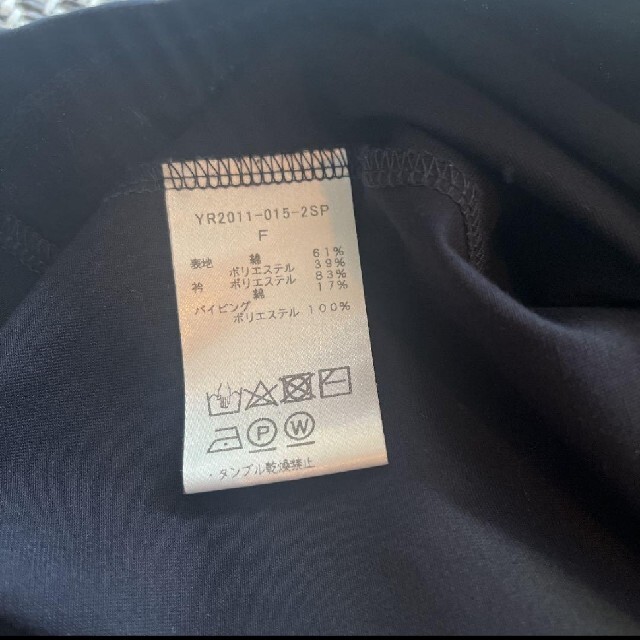 YR2011-015-2SP
F
表地 綿 61%
ポリエステル 39%
衿 ポリエステル 83%
綿 17%
パイピング
ポリエステル 100%
P W
タンブル乾燥禁止